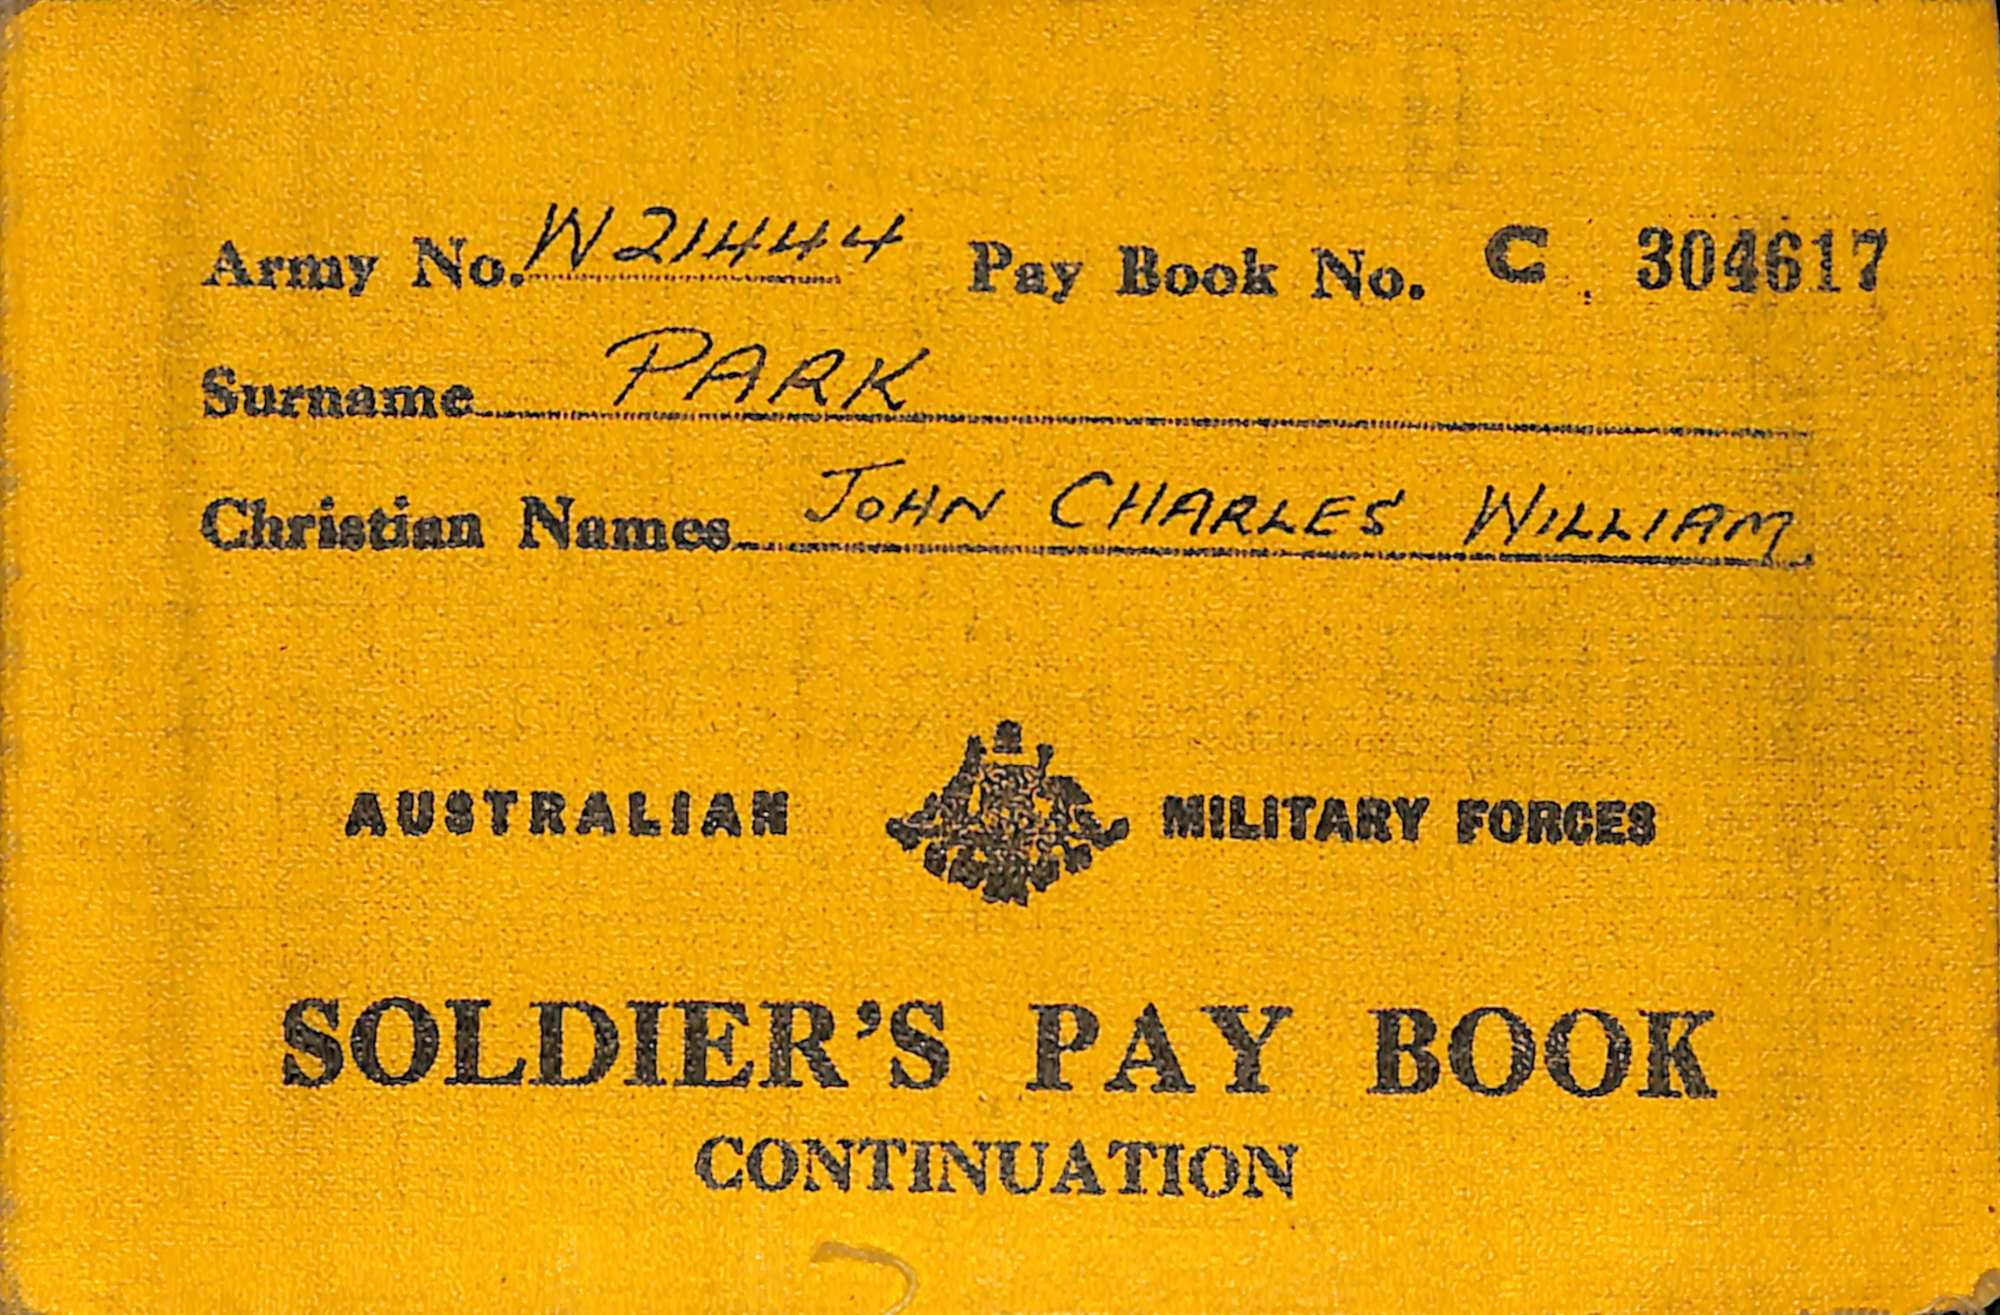 Army No. W21444 Pay Book No. C 304617
Surname PARK
Christian Names JOHN CHARLES WILLIAM
AUSTRALIAN MILITARY FORCES
SOLDIER'S PAY BOOK
CONTINUATION